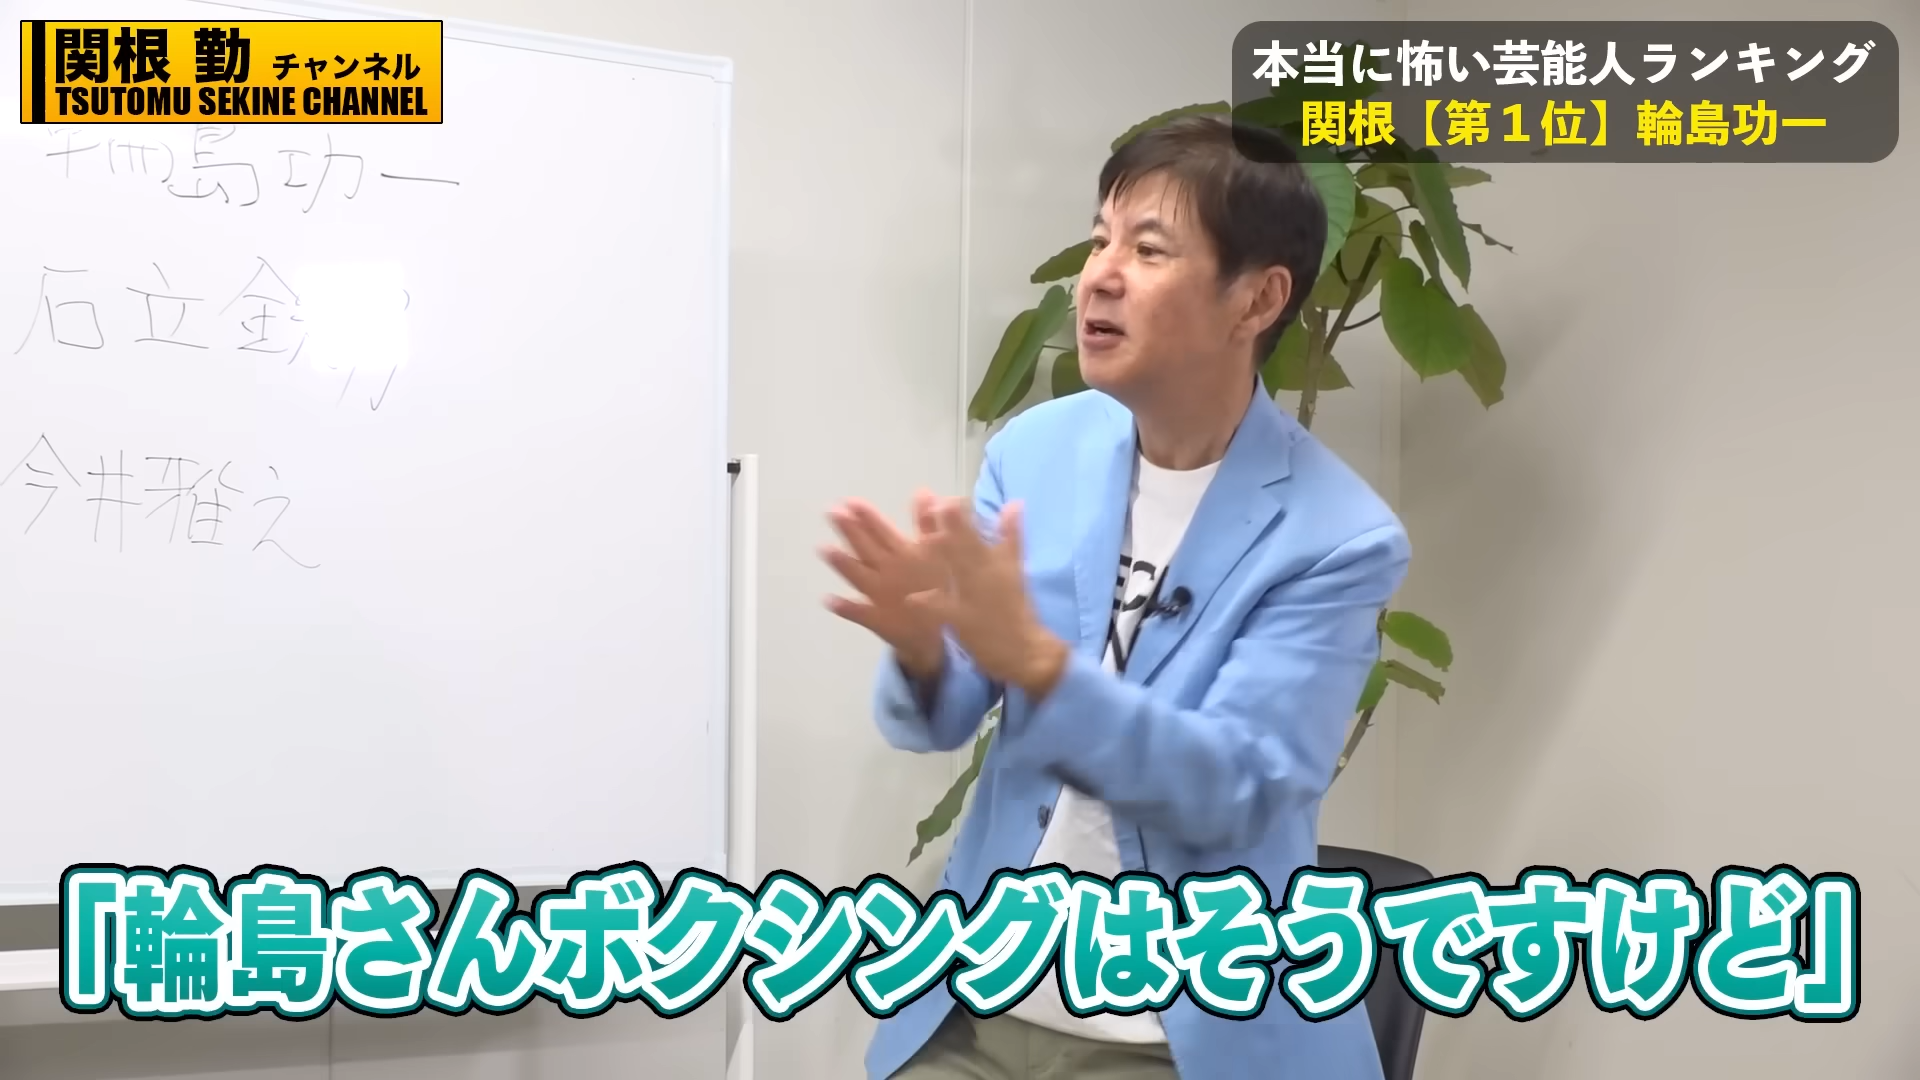 関根 勤 チャンネル
TSUTOMU SEKINE CHANNEL
本当に怖い芸能人ランキング
関根【第１位】輪島功一
輪島功一
石立鉄男
今井雅之
「輪島さんボクシングはそうですけど」